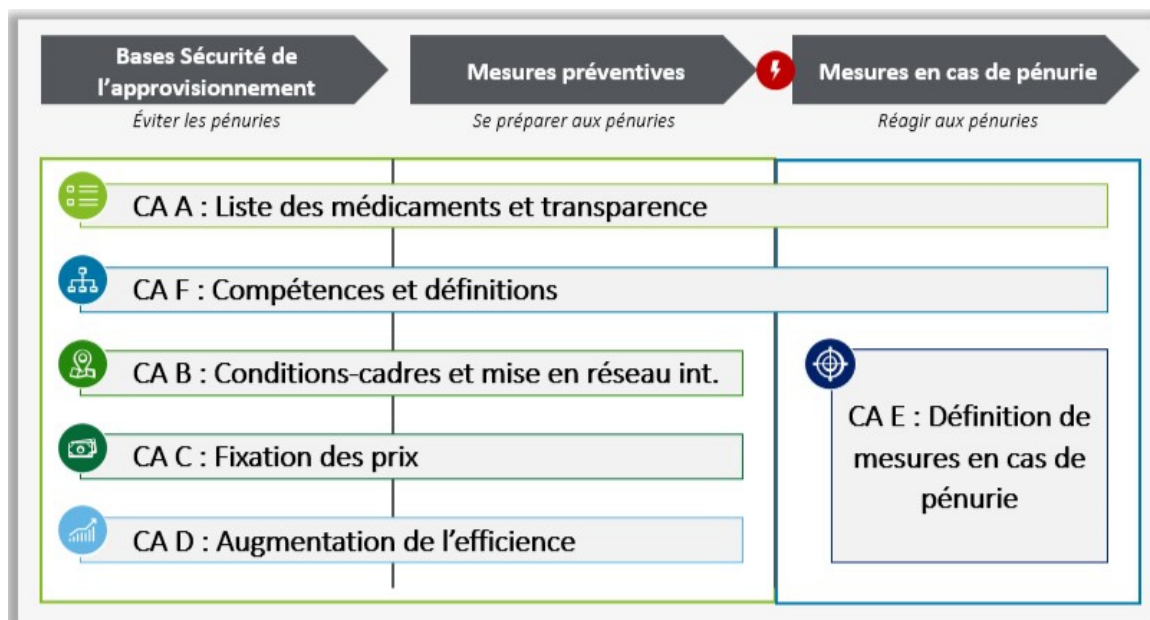 Bases Sécurité de
l'approvisionnement
Mesures préventives
Mesures en cas de pénurie
Éviter les pénuries
Se préparer aux pénuries
Réagir aux pénuries
CA A : Liste des médicaments et transparence
CA F : Compétences et définitions
CA B : Conditions-cadres et mise en réseau int.
CA C : Fixation des prix
CA D : Augmentation de l'efficience
CA E : Définition de
mesures en cas de
pénurie